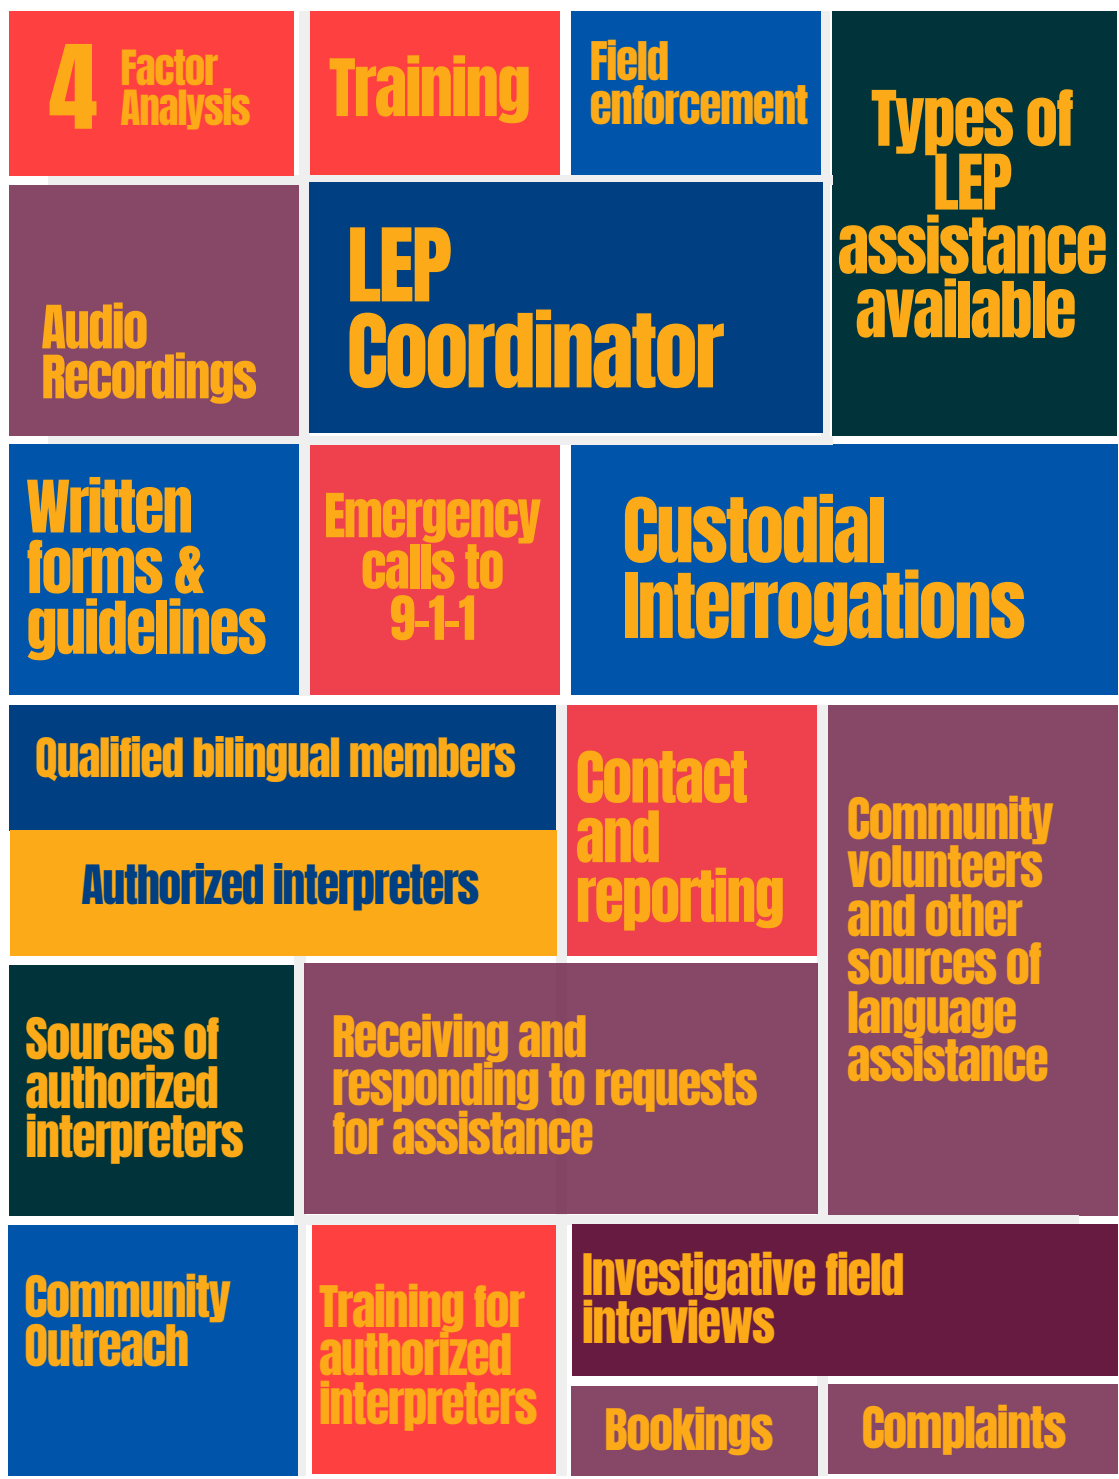 4 Factor
Analysis
Training
Field
enforcement
Types of
LEP
assistance
available
Audio
Recordings
LEP
Coordinator
Written
forms &
guidelines
Emergency
calls to
9-1-1
Custodial
Interrogations
Qualified bilingual members
Authorized interpreters
Contact
and
reporting
Community
volunteers
and other
sources of
language
assistance
Sources of
authorized
interpreters
Receiving and
responding to requests
for assistance
Community
Outreach
Training for
authorized
interpreters
Investigative field
interviews
Bookings
Complaints